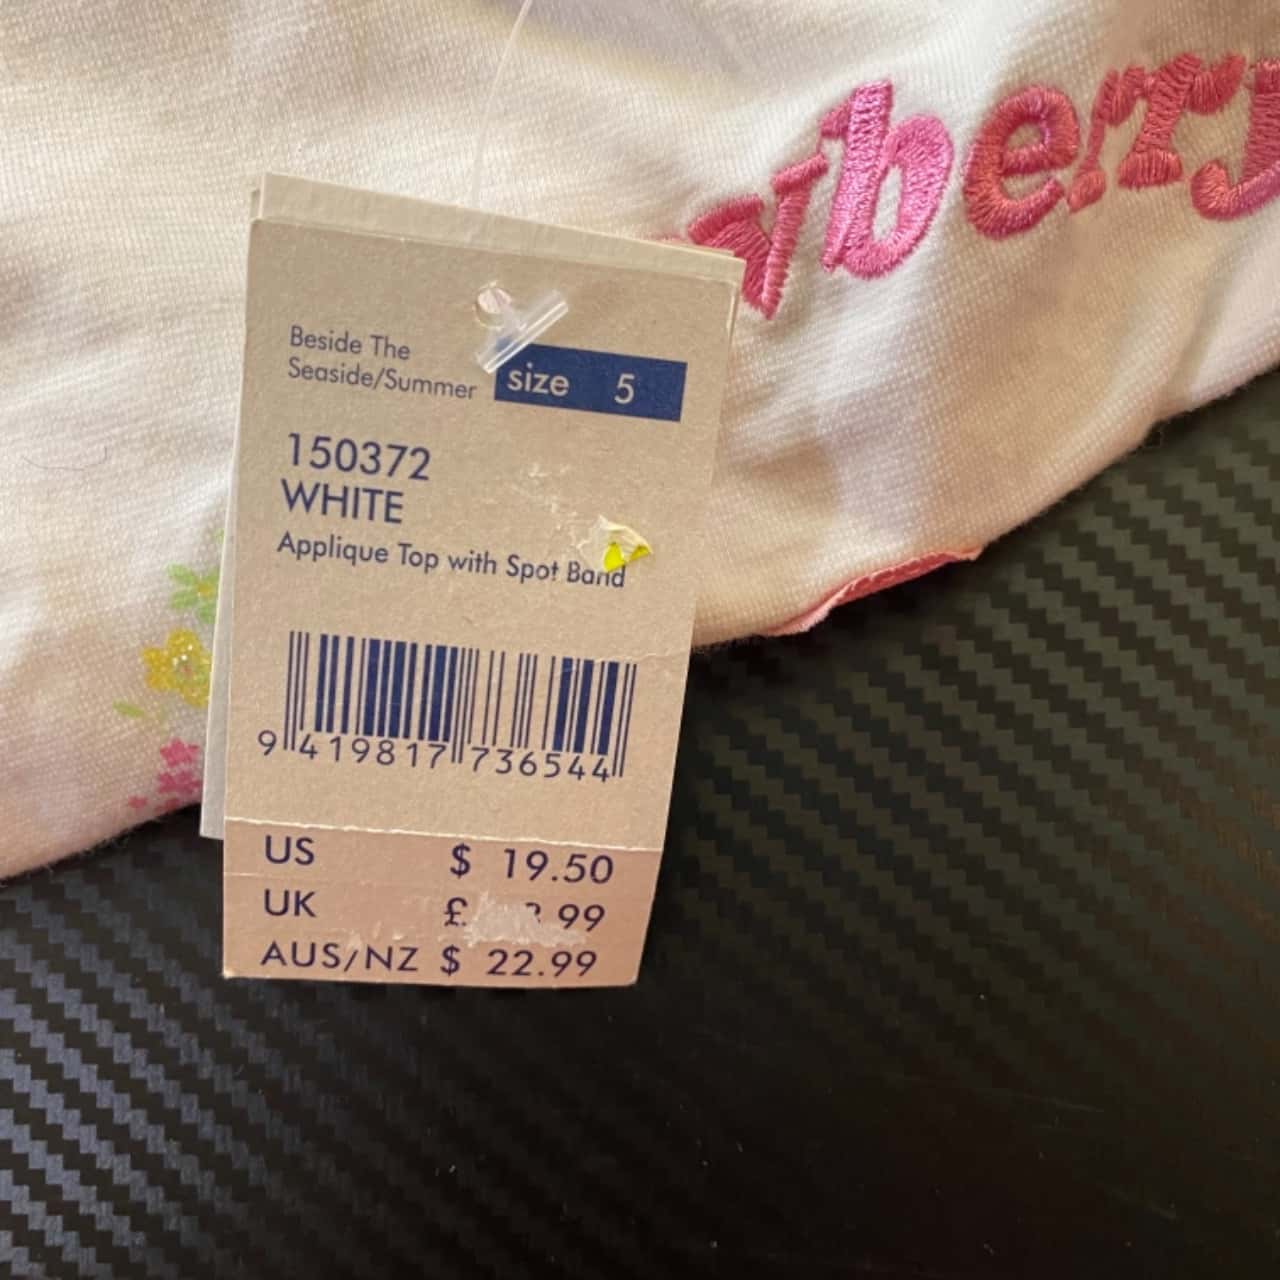 wberry
Beside The
Seaside/Summer
size 5
150372
WHITE
Applique Top with Spot Band
9 419817 736544
US $ 19.50
UK £ .99
AUS/NZ $ 22.99